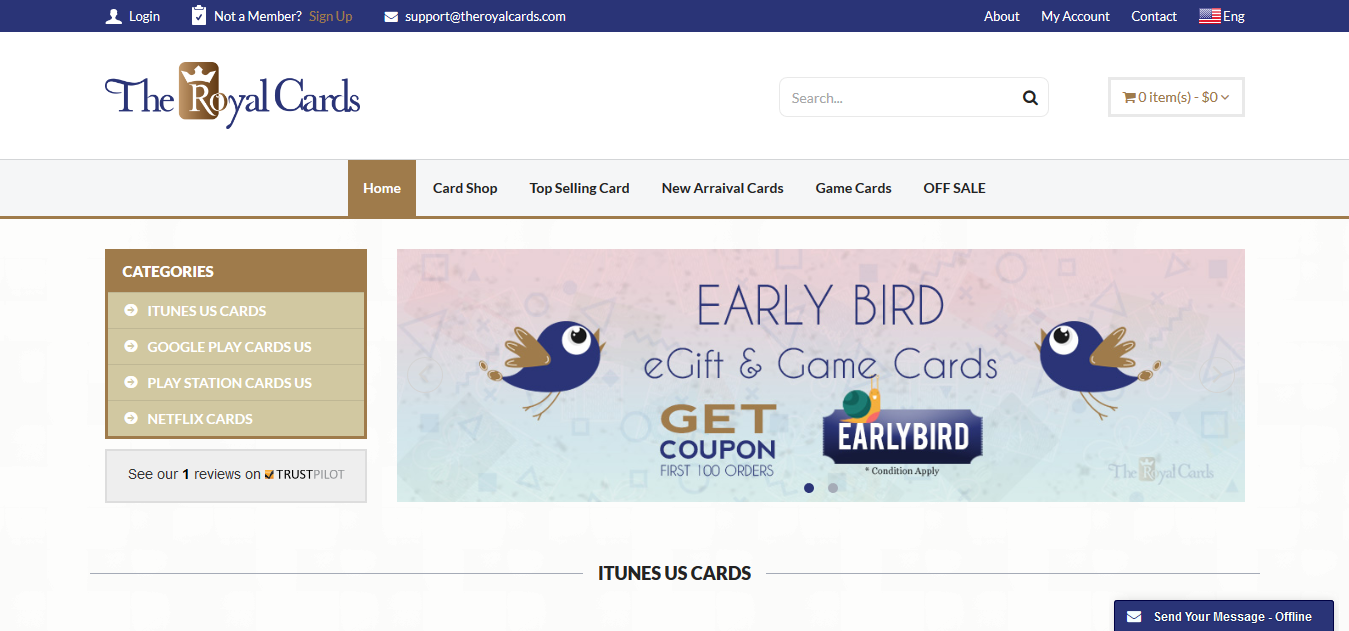 Login Not a Member? Sign Up support@theroyalcards.com About My Account Contact Eng
The Royal Cards
Search...
0 item(s) - $0
Home Card Shop Top Selling Card New Arraival Cards Game Cards OFF SALE
CATEGORIES
ITUNES US CARDS
GOOGLE PLAY CARDS US
PLAY STATION CARDS US
NETFLIX CARDS
See our 1 reviews on TRUSTPILOT
EARLY BIRD
eGift & Game Cards
GET
COUPON
FIRST 100 ORDERS
EARLYBIRD
* Condition Apply
The Royal Cards
ITUNES US CARDS
Send Your Message - Offline